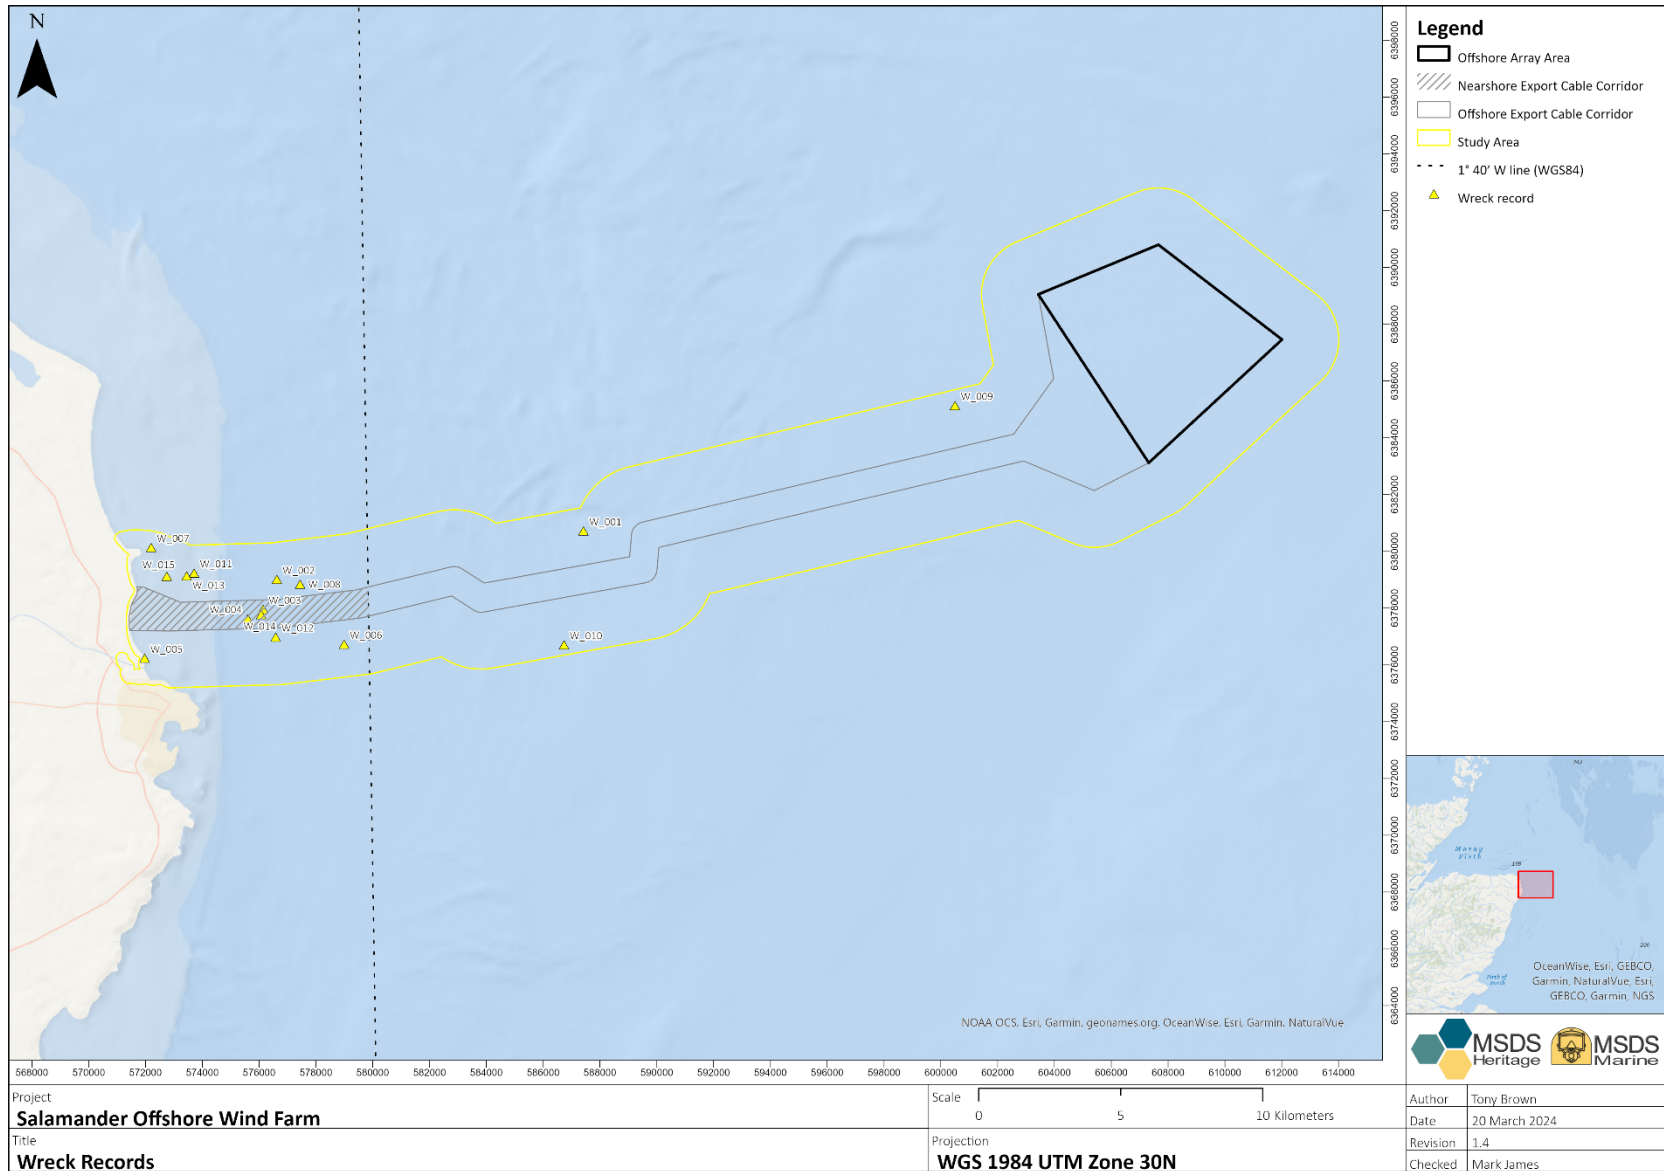 N
Legend
Offshore Array Area
Nearshore Export Cable Corridor
Offshore Export Cable Corridor
Study Area
1° 40' W line (WGS84)
Wreck record
6398000
6396000
6394000
6392000
6390000
6388000
6386000
6384000
6382000
6380000
6378000
6376000
6374000
6372000
6370000
6368000
6366000
6364000
W_009
W_001
W_007
W_015
W_011
W_013
W_002
W_008
W_003
W_004
W_014
W_012
W_006
W_010
W_005
NOAA OCS, Esri, Garmin, geonames.org, OceanWise, Esri, Garmin, NaturalVue
568000 570000 572000 574000 576000 578000 580000 582000 584000 586000 588000 590000 592000 594000 596000 598000 600000 602000 604000 606000 608000 610000 612000 614000
Moray
Firth
Firth of
Forth
OceanWise, Esri, GEBCO,
Garmin, NaturalVue, Esri,
GEBCO, Garmin, NGS
MSDS
Heritage
MSDS
Marine
Project
Salamander Offshore Wind Farm
Title
Wreck Records
Scale
0 5 10 Kilometers
Projection
WGS 1984 UTM Zone 30N
Author Tony Brown
Date 20 March 2024
Revision 1.4
Checked Mark James